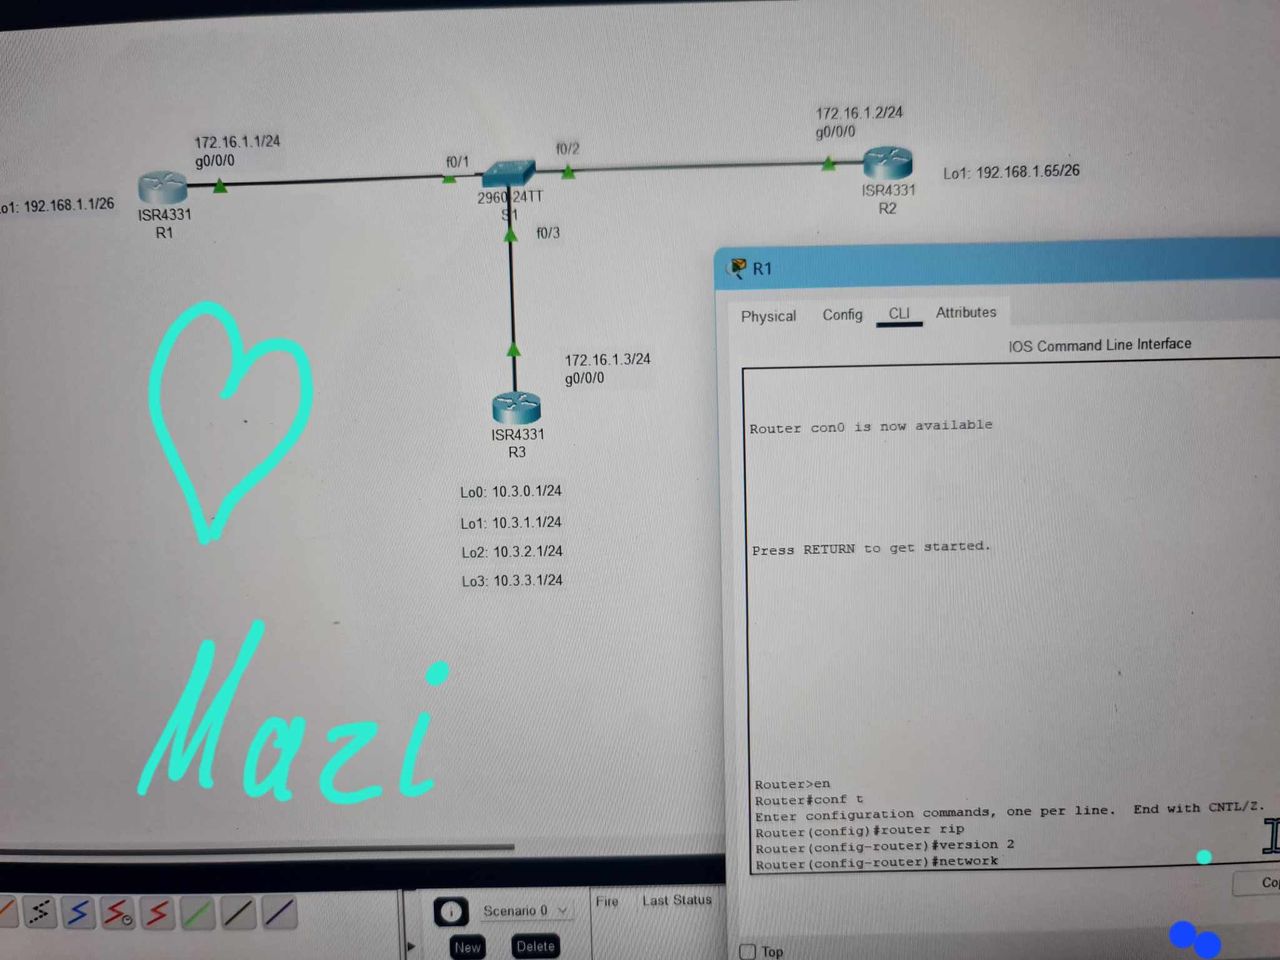 172.16.1.1/24
g0/0/0
f0/1
f0/2
172.16.1.2/24
g0/0/0
o1: 192.168.1.1/26
ISR4331
R1
2960-24TT
S1
f0/3
ISR4331
R2
Lo1: 192.168.1.65/26
172.16.1.3/24
g0/0/0
ISR4331
R3
Lo0: 10.3.0.1/24
Lo1: 10.3.1.1/24
Lo2: 10.3.2.1/24
Lo3: 10.3.3.1/24
Mazi
R1
Physical Config CLI Attributes
IOS Command Line Interface
Router con0 is now available
Press RETURN to get started.
Router>en
Router#conf t
Enter configuration commands, one per line. End with CNTL/Z.
Router(config)#router rip
Router(config-router)#version 2
Router(config-router)#network
Top
Scenario 0
New Delete
Fire Last Status